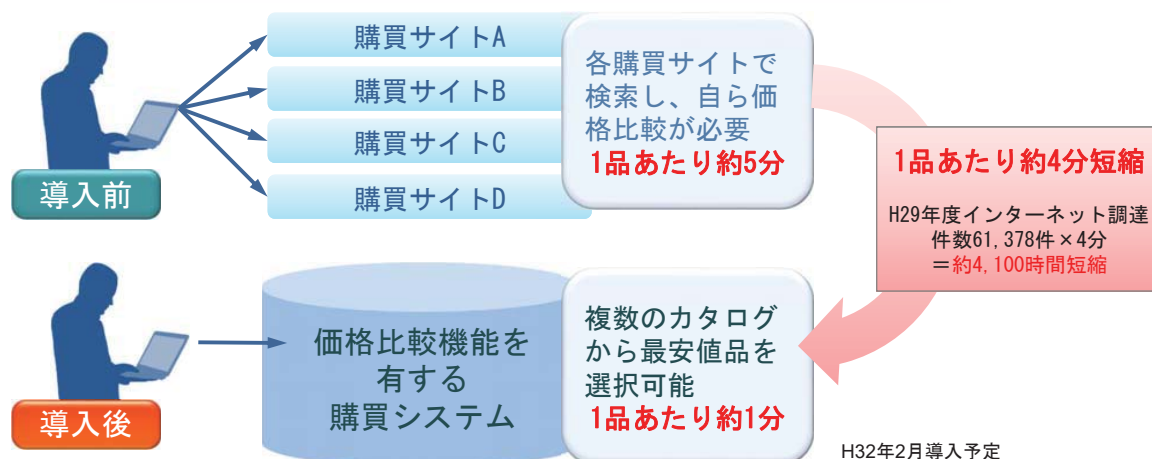 購買サイトA
購買サイトB
購買サイトC
購買サイトD
導入前
各購買サイトで
検索し、自ら価
格比較が必要
1品あたり約5分
1品あたり約4分短縮
H29年度インターネット調達
件数61,378件×4分
＝約4,100時間短縮
導入後
価格比較機能を
有する
購買システム
複数のカタログ
から最安値品を
選択可能
1品あたり約1分
H32年2月導入予定